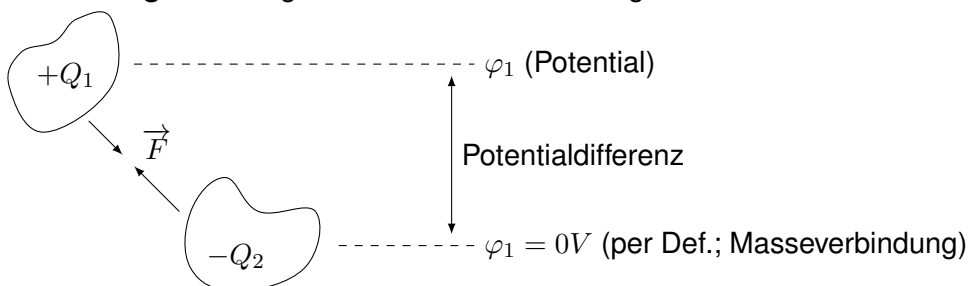 +Q₁
φ₁ (Potential)
F⃗
Potentialdifferenz
−Q₂
φ₁ = 0V (per Def.; Masseverbindung)